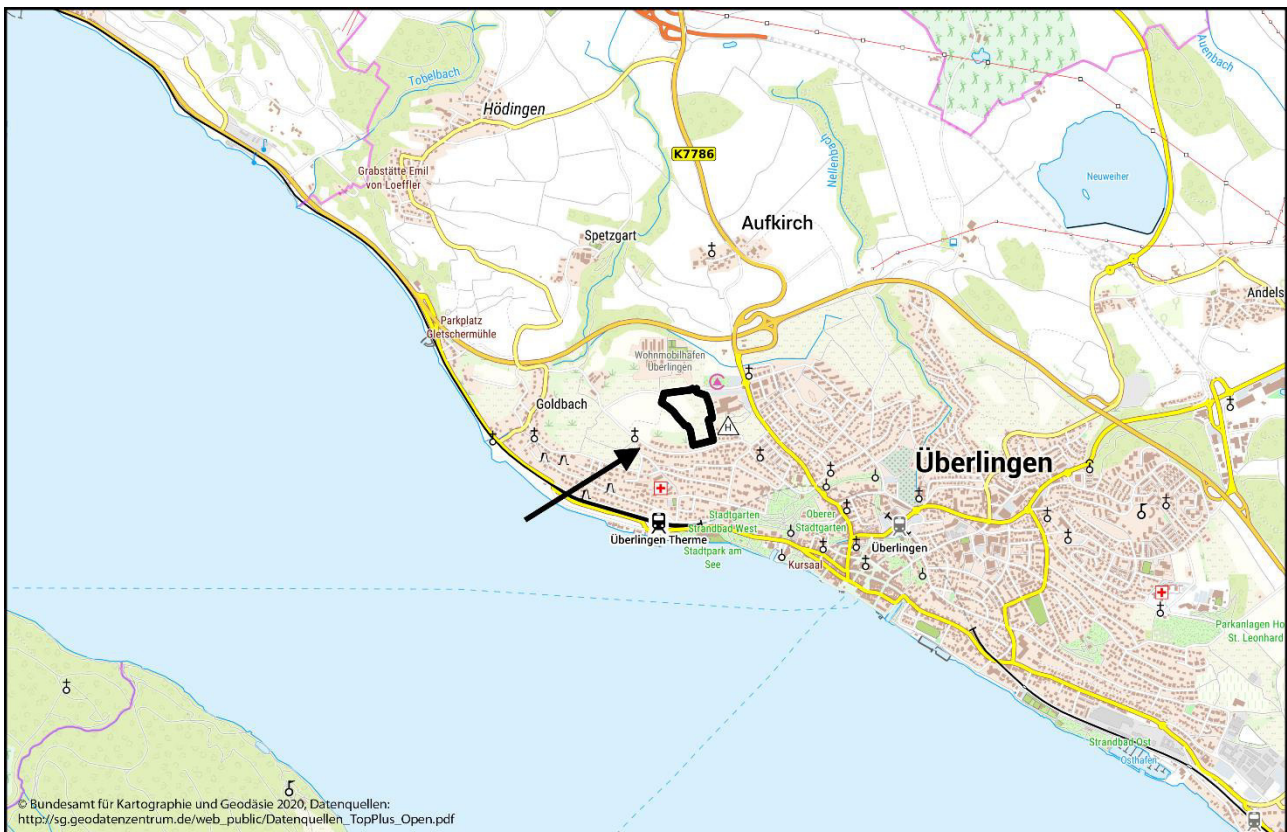 Auenbach
Tobelbach
Hödingen
K7786
Nellenbach
Grabstätte Emil
von Loeffler
Neuweiher
Aufkirch
Spetzgart
Andels
Parkplatz
Gletschermühle
Wohnmobilhafen
Überlingen
Goldbach
H
Überlingen
Stadtgarten
Strandbad West
Oberer
Stadtgarten
Überlingen Therme
Stadtpark am
See
Kursaal
Überlingen
Parkanlagen Ho
St. Leonhard
Strandbad Ost
Osthafen
© Bundesamt für Kartographie und Geodäsie 2020, Datenquellen:
http://sg.geodatenzentrum.de/web_public/Datenquellen_TopPlus_Open.pdf